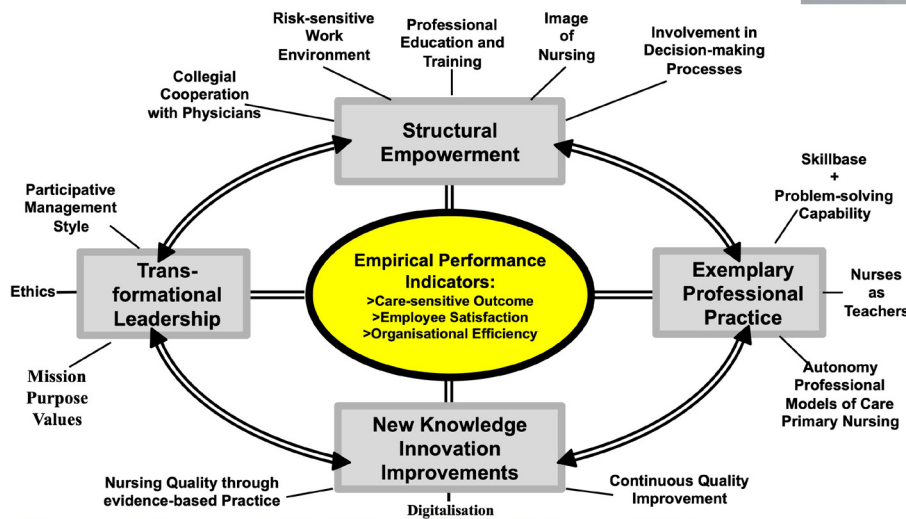 Risk-sensitive
Work
Environment
Professional
Education and
Training
Image
of
Nursing
Involvement in
Decision-making
Processes
Collegial
Cooperation
with Physicians
Structural
Empowerment
Skillbase
+
Problem-solving
Capability
Participative
Management
Style
Ethics
Trans-
formational
Leadership
Mission
Purpose
Values
Empirical Performance
Indicators:
>Care-sensitive Outcome
>Employee Satisfaction
>Organisational Efficiency
Exemplary
Professional
Practice
Nurses
as
Teachers
Autonomy
Professional
Models of Care
Primary Nursing
New Knowledge
Innovation
Improvements
Nursing Quality through
evidence-based Practice
Digitalisation
Continuous Quality
Improvement